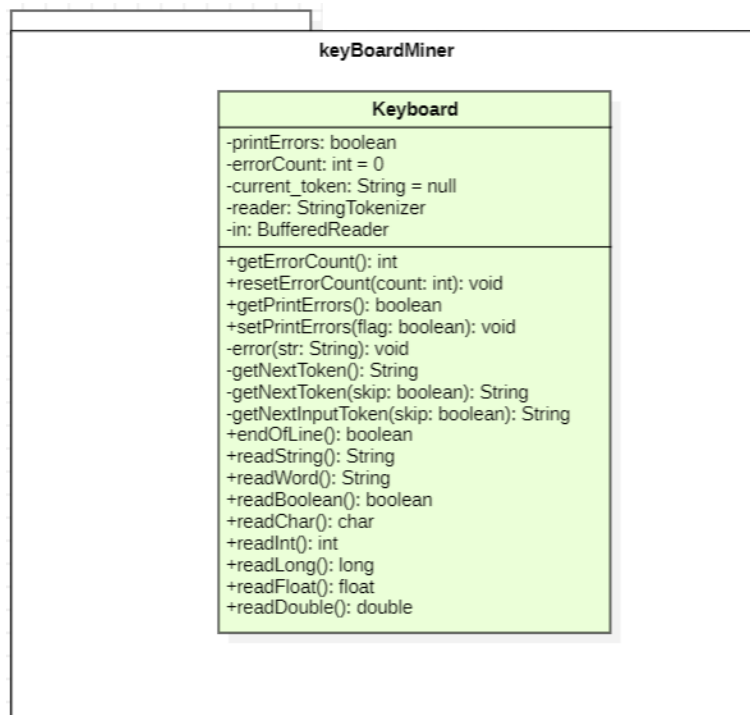 keyBoardMiner
Keyboard
-printErrors: boolean
-errorCount: int = 0
-current_token: String = null
-reader: StringTokenizer
-in: BufferedReader
+getErrorCount(): int
+resetErrorCount(count: int): void
+getPrintErrors(): boolean
+setPrintErrors(flag: boolean): void
-error(str: String): void
-getNextToken(): String
-getNextToken(skip: boolean): String
-getNextInputToken(skip: boolean): String
+endOfLine(): boolean
+readString(): String
+readWord(): String
+readBoolean(): boolean
+readChar(): char
+readInt(): int
+readLong(): long
+readFloat(): float
+readDouble(): double